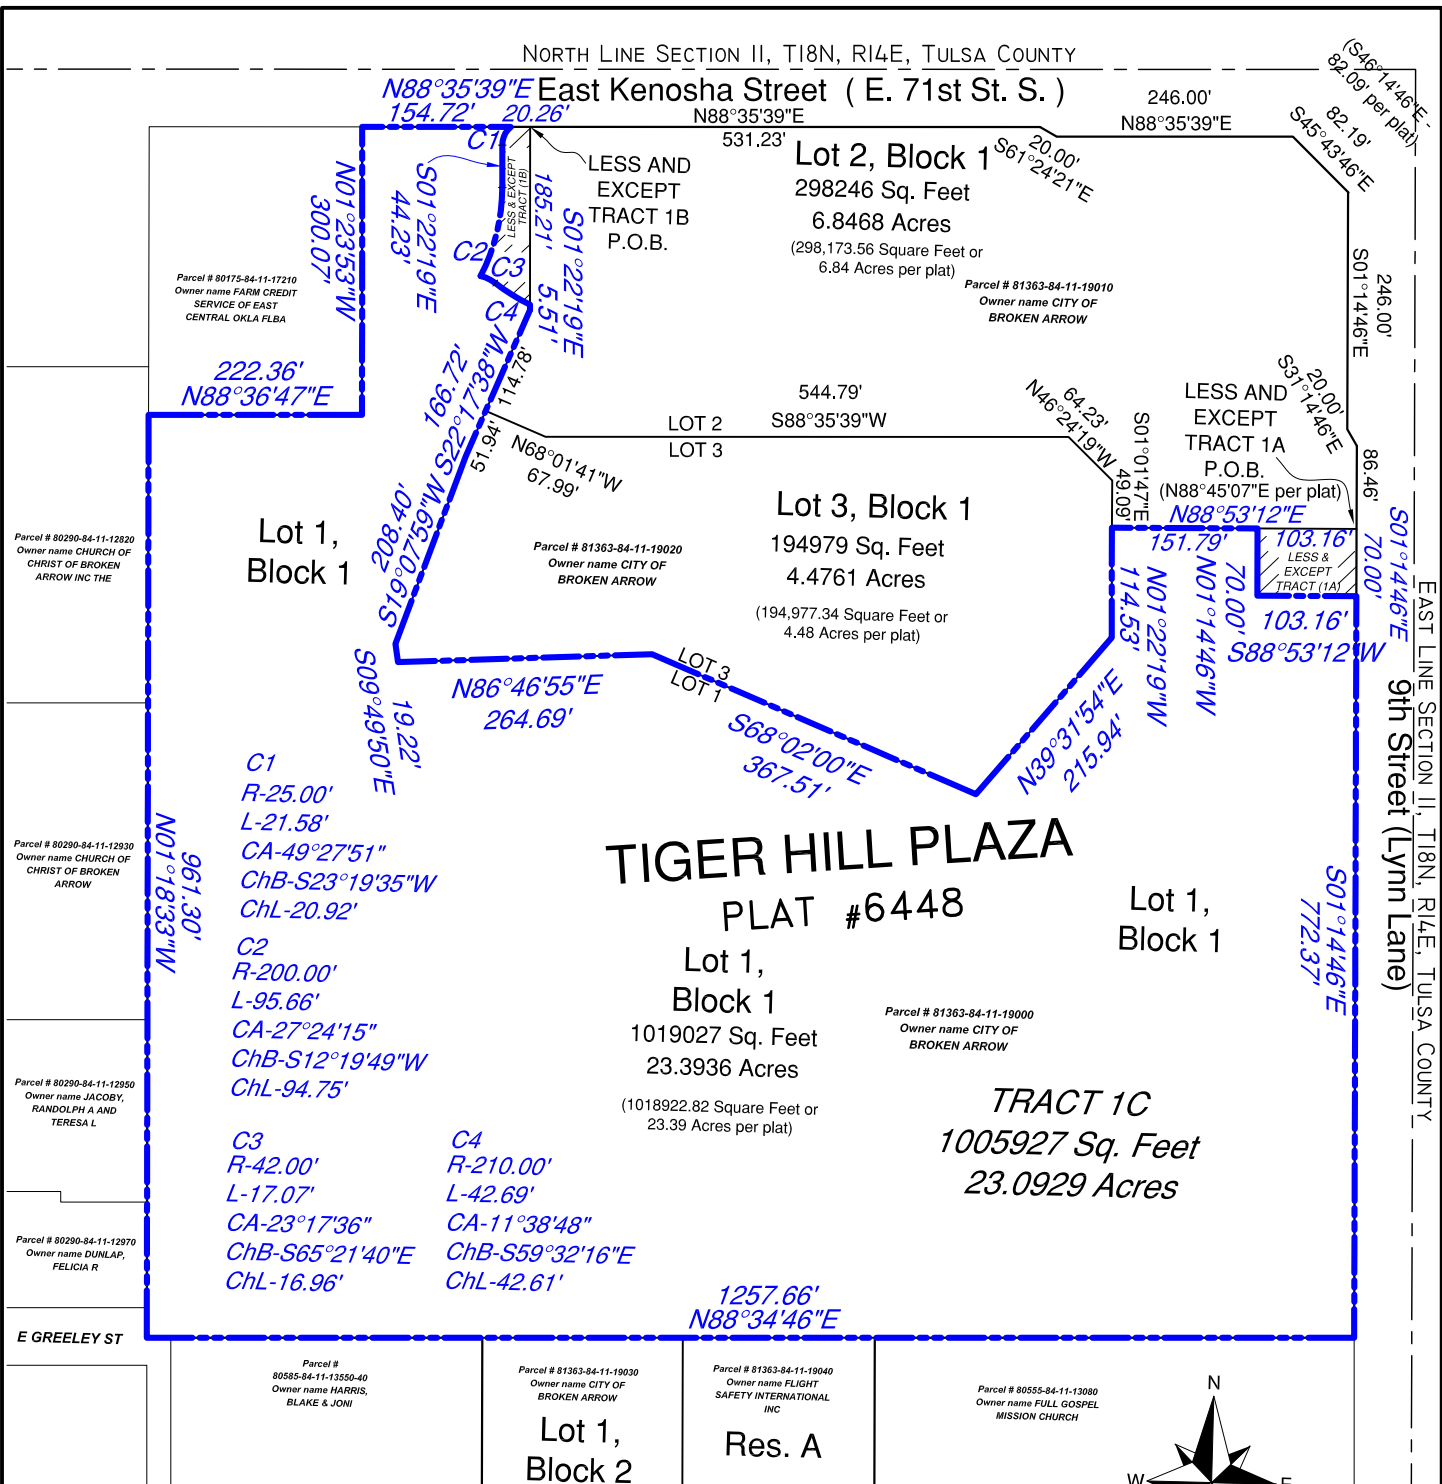 NORTH LINE SECTION 11, T18N, R14E, TULSA COUNTY
East Kenosha Street ( E. 71st St. S. )
N88°35'39"E
154.72'
20.26'
N88°35'39"E
531.23'
246.00'
N88°35'39"E
(S46°14'46"E -
82.09' per plat)
82.19'
S45°43'46"E
20.00'
S61°24'21"E
C1
LESS & EXCEPT
TRACT (1B)
LESS AND
EXCEPT
TRACT 1B
P.O.B.
Lot 2, Block 1
298246 Sq. Feet
6.8468 Acres
(298,173.56 Square Feet or
6.84 Acres per plat)
Parcel # 81363-84-11-19010
Owner name CITY OF
BROKEN ARROW
N01°23'53"W
300.07'
S01°22'19"E
44.23'
185.21'
S01°22'19"E
5.51'
C2
C3
C4
246.00'
S01°14'46"E
Parcel # 80175-84-11-17210
Owner name FARM CREDIT
SERVICE OF EAST
CENTRAL OKLA FLBA
222.36'
N88°36'47"E
166.72'
S22°17'38"W
114.78'
51.94'
N68°01'41"W
67.99'
LOT 2
LOT 3
544.79'
S88°35'39"W
64.23'
N46°24'19"W
S01°01'47"E
49.09'
20.00'
S31°14'46"E
86.46'
LESS AND
EXCEPT
TRACT 1A
P.O.B.
(N88°45'07"E per plat)
N88°53'12"E
151.79'
103.16'
LESS &
EXCEPT
TRACT (1A)
S01°14'46"E
70.00'
103.16'
S88°53'12"W
70.00'
N01°14'46"W
N01°22'19"W
114.53'
208.40'
S19°07'59"W
Lot 1,
Block 1
Parcel # 80290-84-11-12820
Owner name CHURCH OF
CHRIST OF BROKEN
ARROW INC THE
Parcel # 81363-84-11-19020
Owner name CITY OF
BROKEN ARROW
Lot 3, Block 1
194979 Sq. Feet
4.4761 Acres
(194,977.34 Square Feet or
4.48 Acres per plat)
EAST LINE SECTION 11, T18N, R14E, TULSA COUNTY
9th Street (Lynn Lane)
S09°49'50"E
19.22'
N86°46'55"E
264.69'
LOT 3
LOT 1
S68°02'00"E
367.51'
N39°31'54"E
215.94'
C1
R-25.00'
L-21.58'
CA-49°27'51"
ChB-S23°19'35"W
ChL-20.92'
C2
R-200.00'
L-95.66'
CA-27°24'15"
ChB-S12°19'49"W
ChL-94.75'
C3
R-42.00'
L-17.07'
CA-23°17'36"
ChB-S65°21'40"E
ChL-16.96'
C4
R-210.00'
L-42.69'
CA-11°38'48"
ChB-S59°32'16"E
ChL-42.61'
TIGER HILL PLAZA
PLAT #6448
Lot 1,
Block 1
1019027 Sq. Feet
23.3936 Acres
(1018922.82 Square Feet or
23.39 Acres per plat)
Lot 1,
Block 1
Parcel # 81363-84-11-19000
Owner name CITY OF
BROKEN ARROW
TRACT 1C
1005927 Sq. Feet
23.0929 Acres
S01°14'46"E
772.37'
961.30'
N01°18'33"W
Parcel # 80290-84-11-12930
Owner name CHURCH OF
CHRIST OF BROKEN
ARROW
Parcel # 80290-84-11-12950
Owner name JACOBY,
RANDOLPH A AND
TERESA L
Parcel # 80290-84-11-12970
Owner name DUNLAP,
FELICIA R
1257.66'
N88°34'46"E
E GREELEY ST
Parcel #
80585-84-11-13550-40
Owner name HARRIS,
BLAKE & JONI
Parcel # 81363-84-11-19030
Owner name CITY OF
BROKEN ARROW
Lot 1,
Block 2
Parcel # 81363-84-11-19040
Owner name FLIGHT
SAFETY INTERNATIONAL
INC
Res. A
Parcel # 80555-84-11-13080
Owner name FULL GOSPEL
MISSION CHURCH
N
W
E